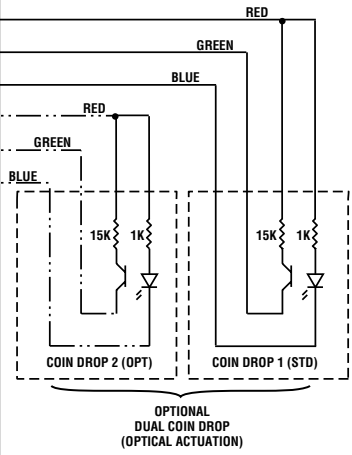 RED
GREEN
BLUE
RED
GREEN
BLUE
15K 1K 15K 1K
COIN DROP 2 (OPT) COIN DROP 1 (STD)
OPTIONAL
DUAL COIN DROP
(OPTICAL ACTUATION)